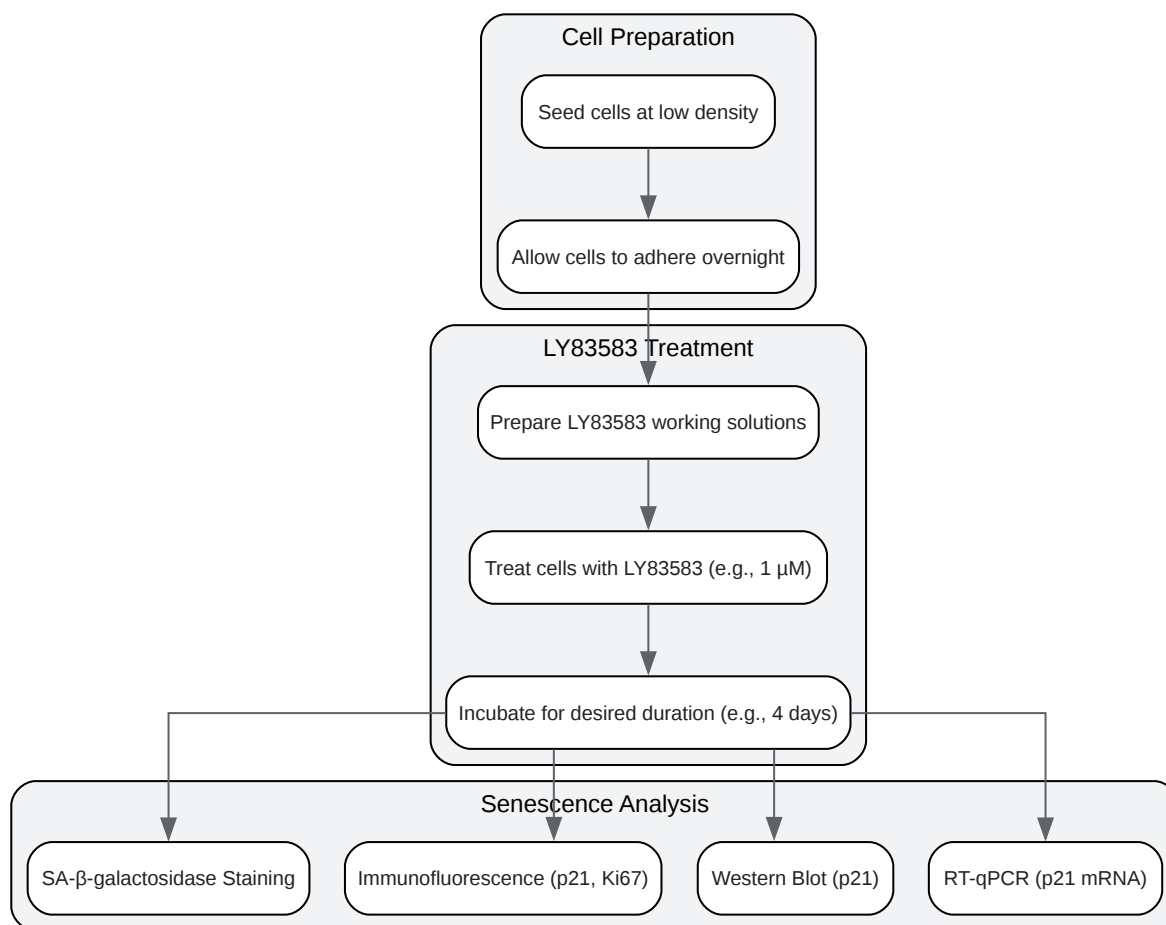 Cell Preparation
Seed cells at low density
Allow cells to adhere overnight
LY83583 Treatment
Prepare LY83583 working solutions
Treat cells with LY83583 (e.g., 1 µM)
Incubate for desired duration (e.g., 4 days)
Senescence Analysis
SA-β-galactosidase Staining
Immunofluorescence (p21, Ki67)
Western Blot (p21)
RT-qPCR (p21 mRNA)